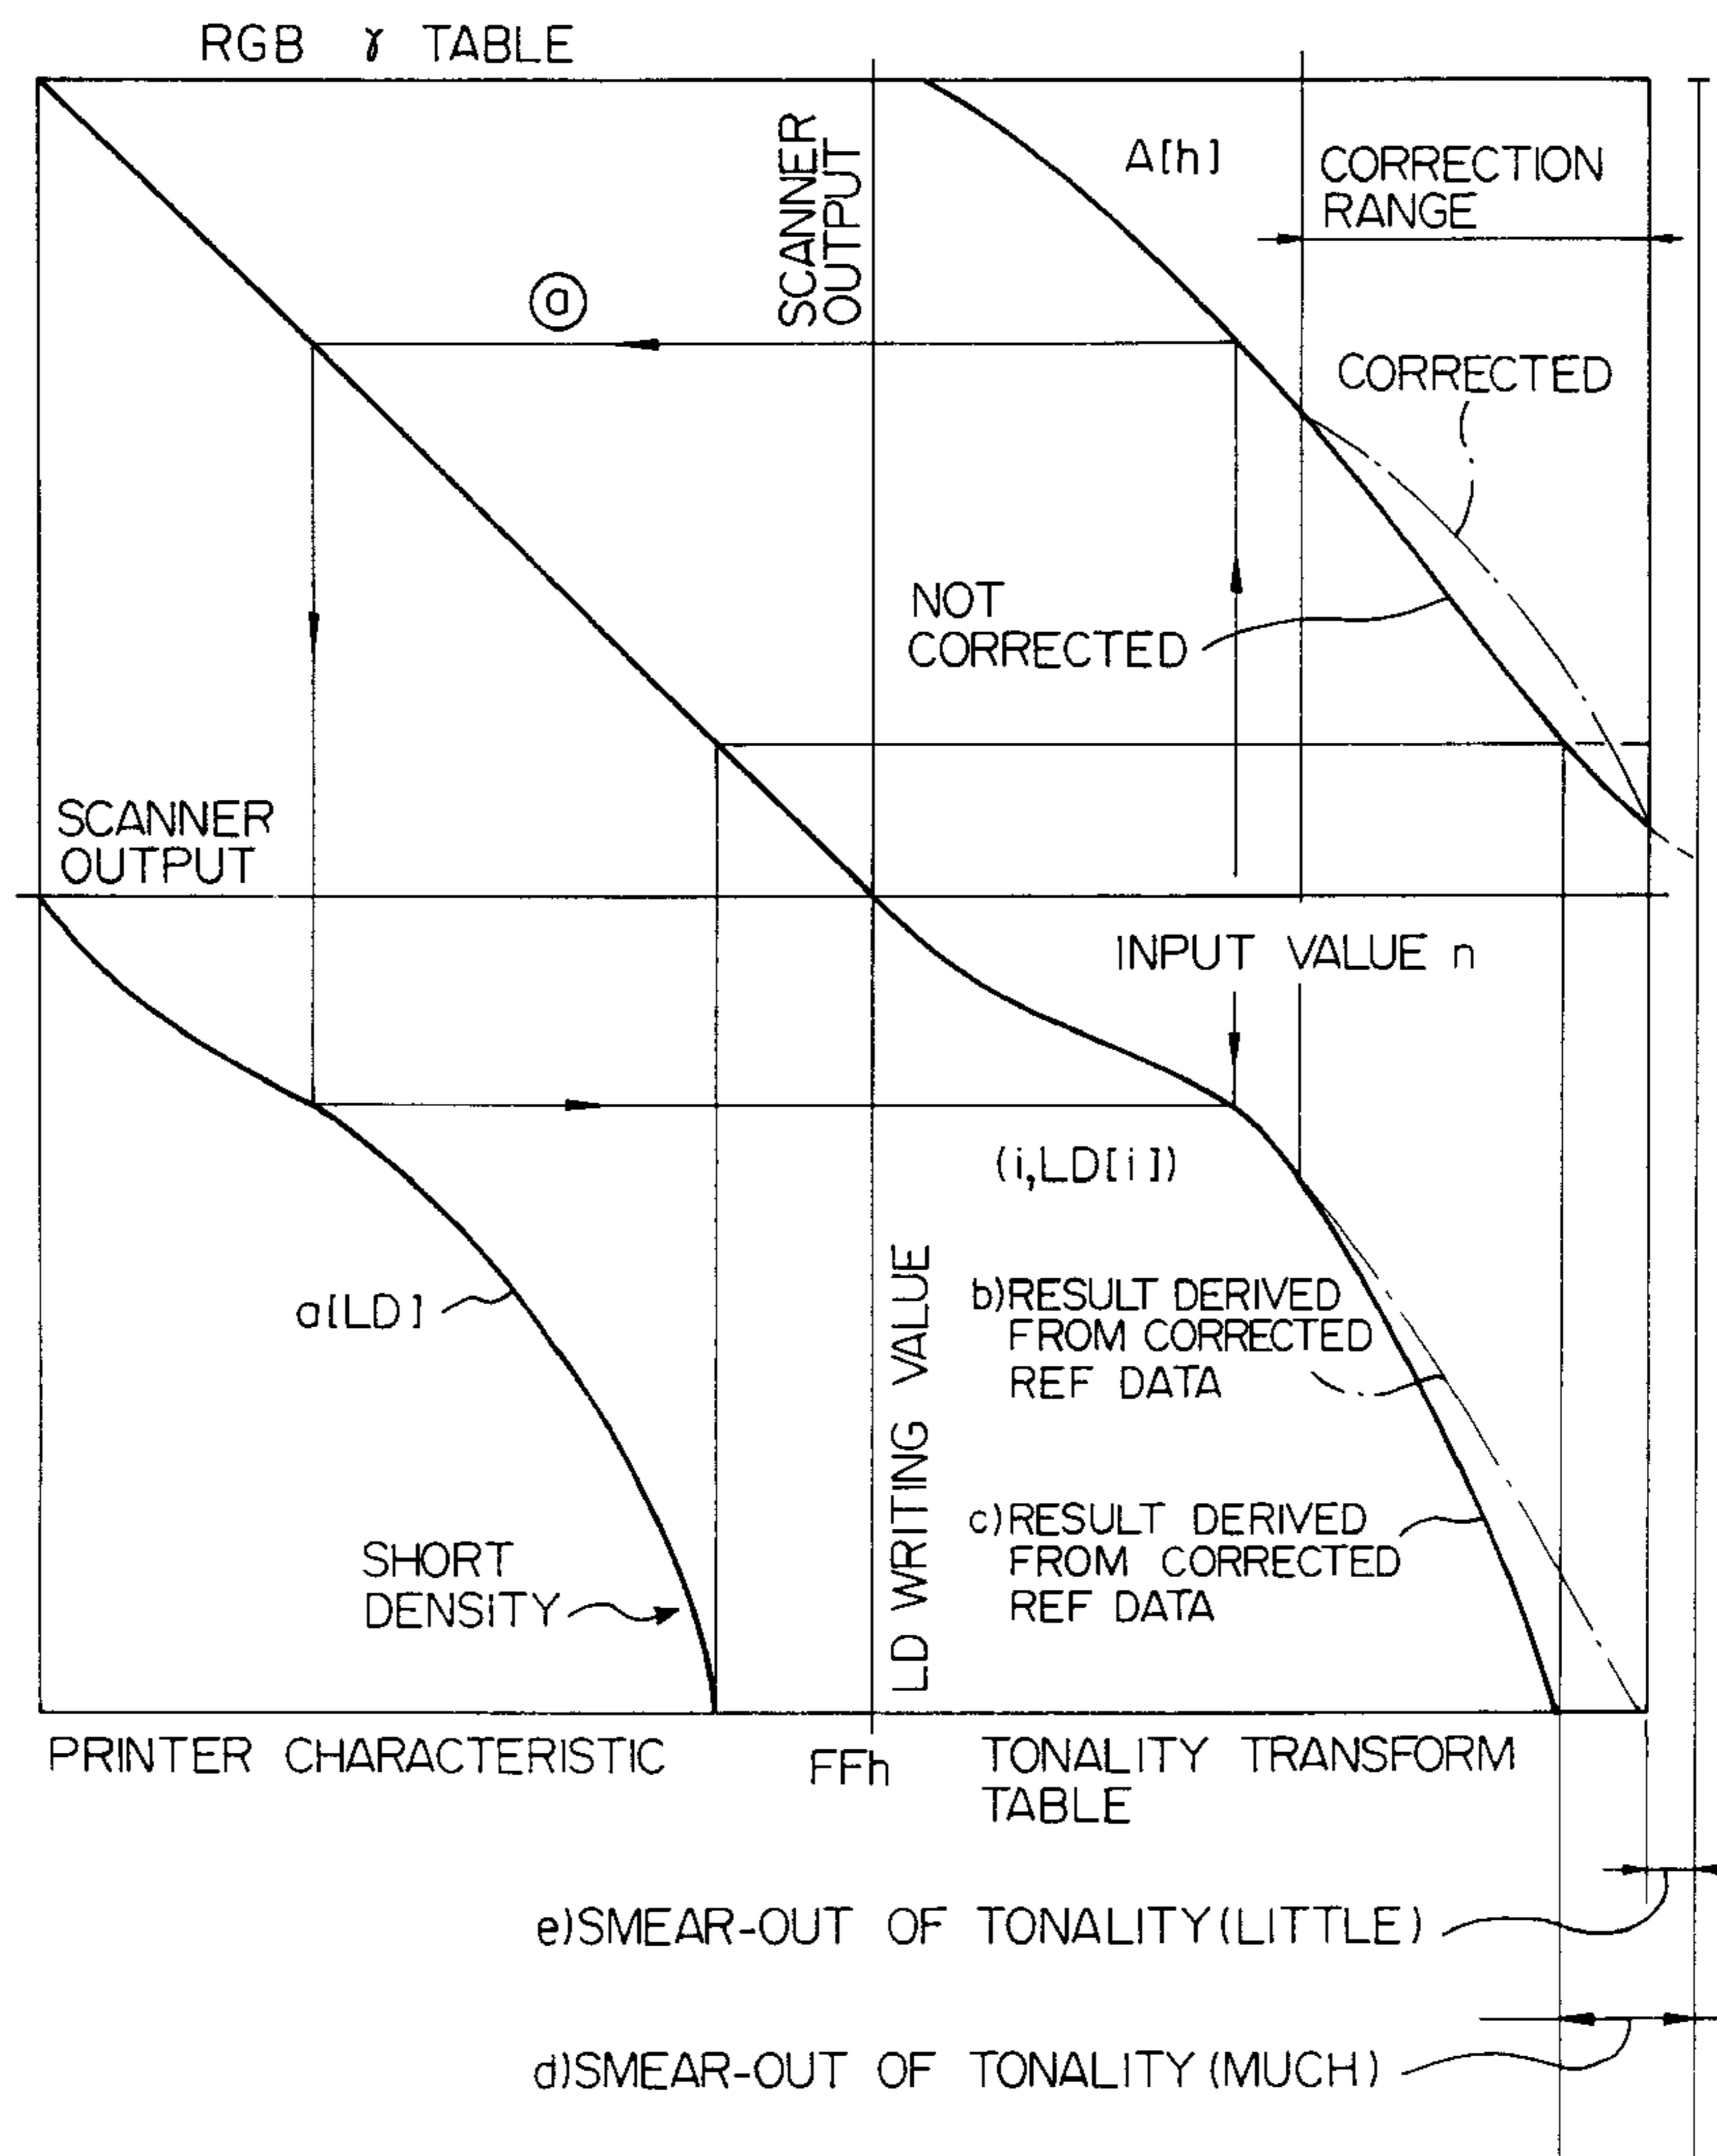 RGB γ TABLE
SCANNER
OUTPUT
A[h]
CORRECTION
RANGE
ⓐ
CORRECTED
NOT
CORRECTED
SCANNER
OUTPUT
INPUT VALUE n
(i,LD[i])
a[LD]
LD WRITING VALUE
b)RESULT DERIVED
FROM CORRECTED
REF DATA
c)RESULT DERIVED
FROM CORRECTED
REF DATA
SHORT
DENSITY
PRINTER CHARACTERISTIC
FFh
TONALITY TRANSFORM
TABLE
e)SMEAR-OUT OF TONALITY(LITTLE)
d)SMEAR-OUT OF TONALITY(MUCH)